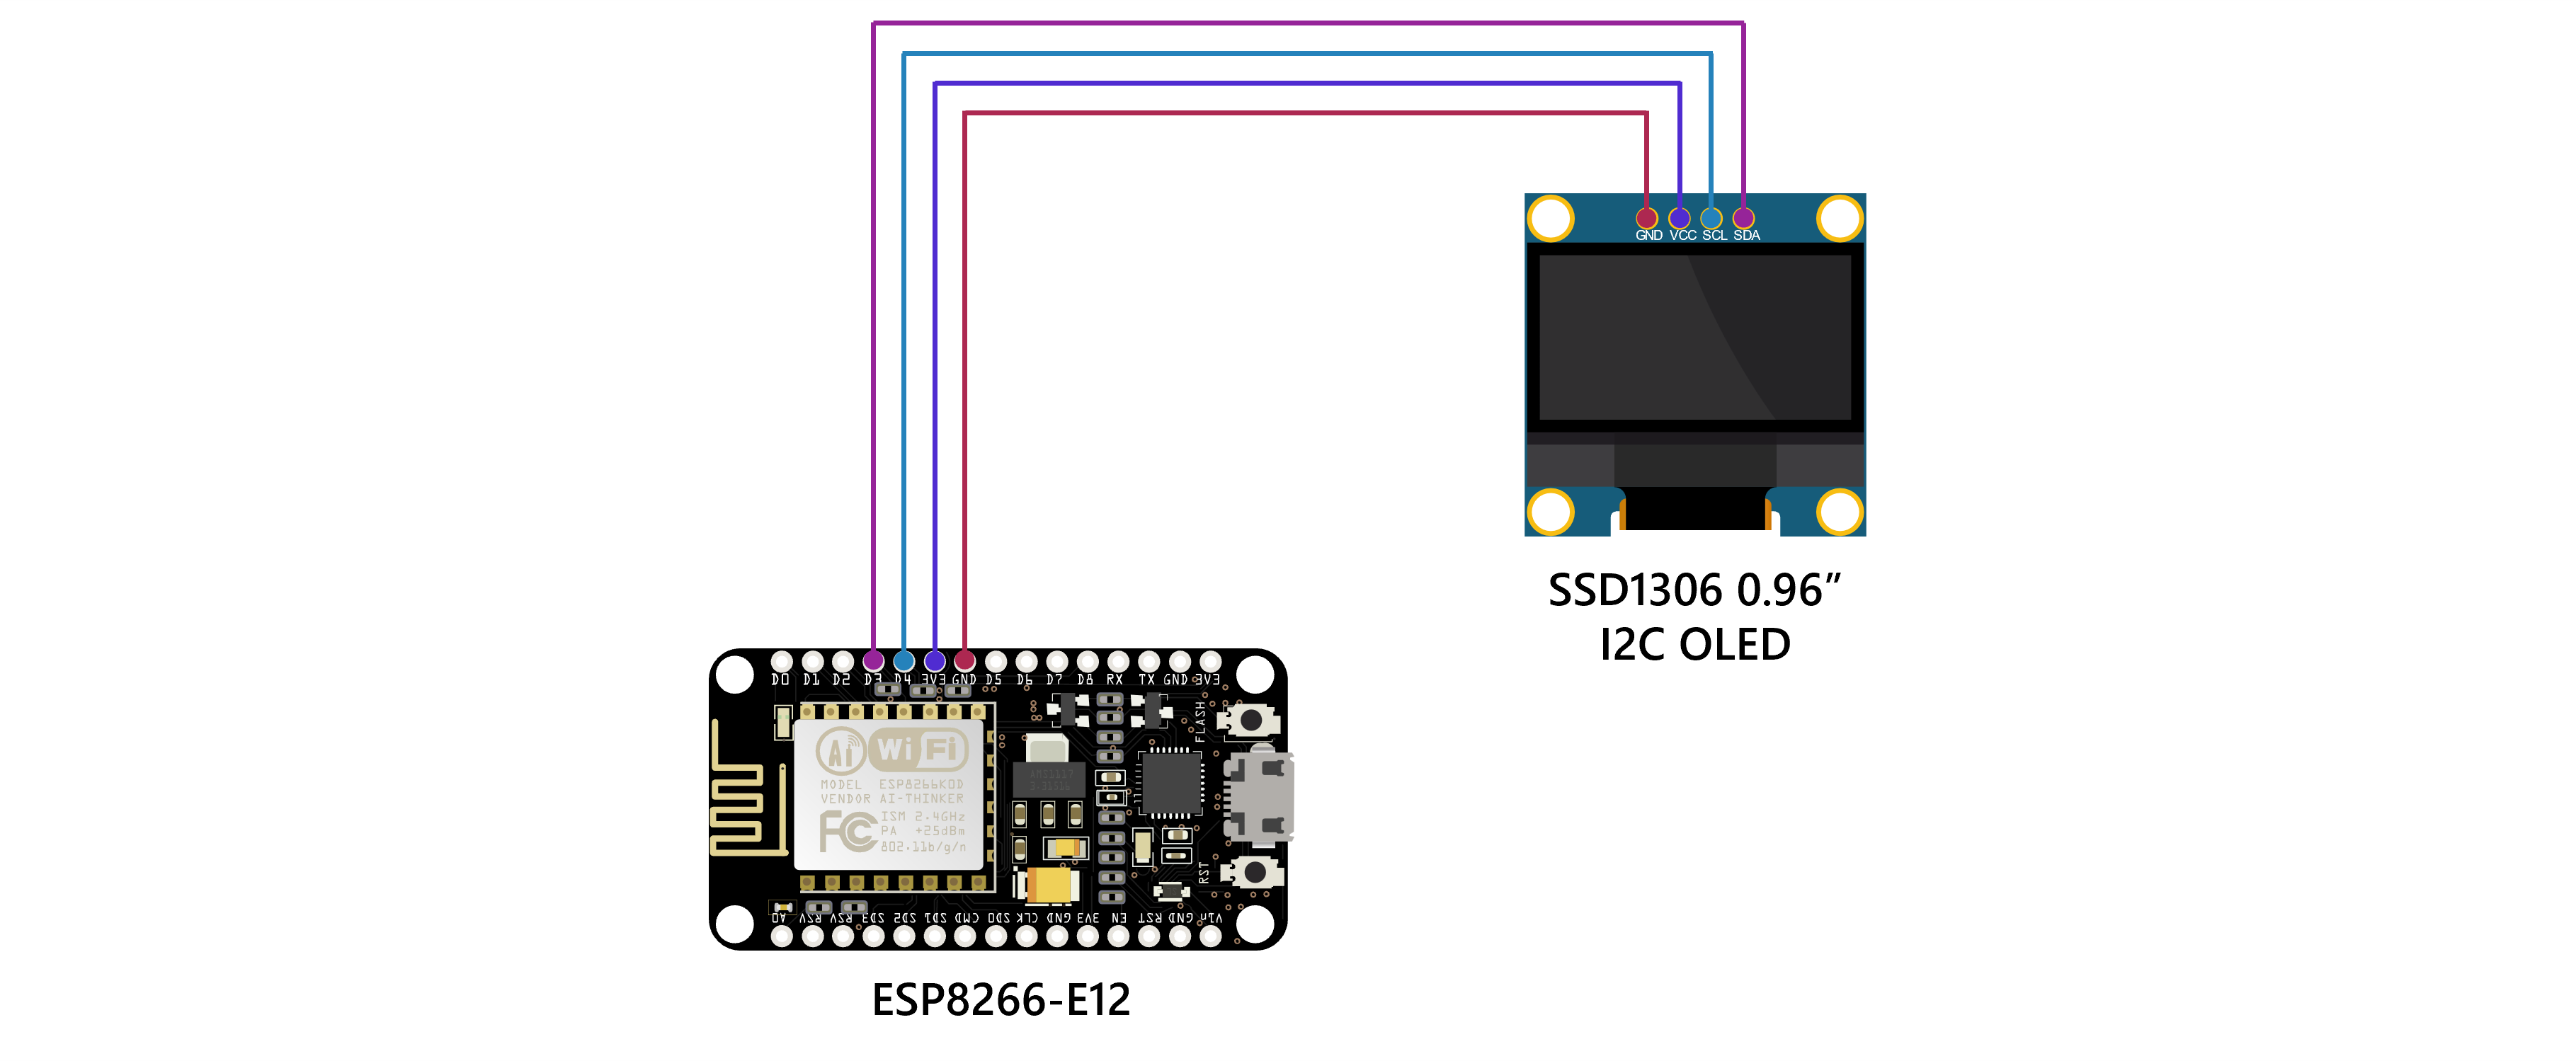 GND VCC SCL SDA
SSD1306 0.96”
I2C OLED
D0 D1 D2 D3 D4 3V3 GND D5 D6 D7 D8 RX TX GND 3V3
FLASH
Ai WiFi
MODEL ESP8266MOD
VENDOR AI-THINKER
FC
ISM 2.4GHz
PA +25dBm
802.11b/g/n
RST
A0 RSV RSV SD3 SD2 SD1 CMD SD0 CLK GND 3V3 EN RST GND
ESP8266-E12